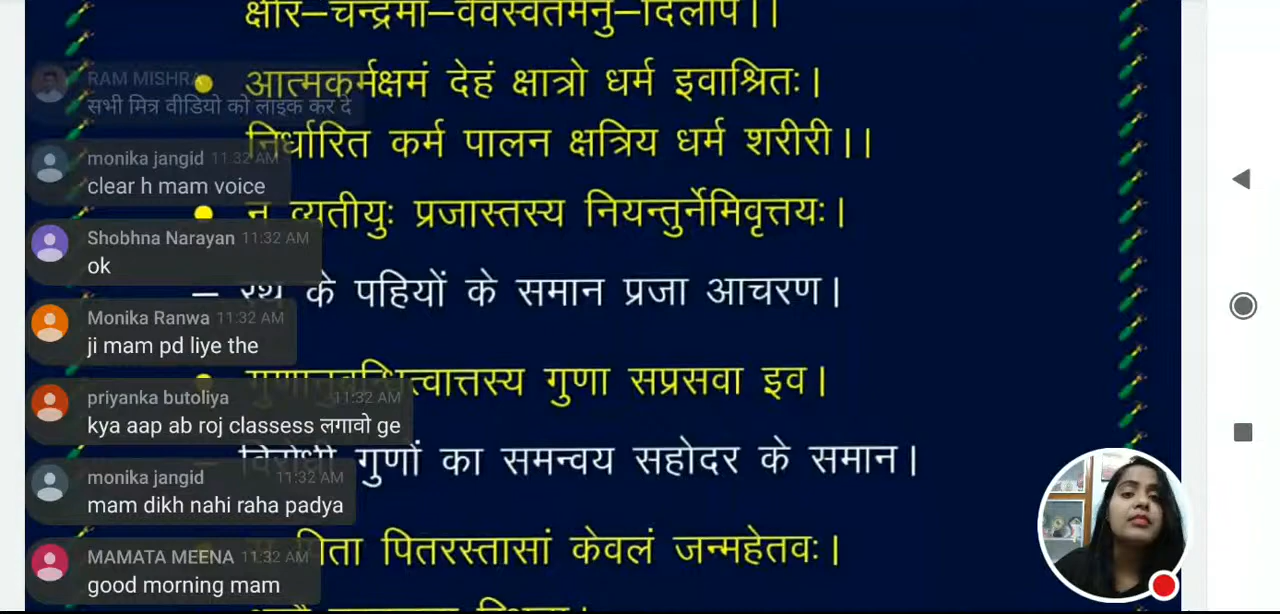 क्षीर–चन्द्रमा–वैवस्वतमनु–दिलीप।।
आत्मकर्मक्षमं देहं क्षात्रो धर्म इवाश्रितः।
निर्धारित कर्म पालन क्षत्रिय धर्म शरीरी।।
न व्यतीयुः प्रजास्तस्य नियन्तुर्नेमिवृत्तयः।
– रथ के पहियों के समान प्रजा आचरण।
गुणानुबन्धित्वात्तस्य गुणा सप्रसवा इव।
– विरोधी गुणों का समन्वय सहोदर के समान।
पिता पितरस्तासां केवलं जन्महेतवः।
RAM MISHRA
सभी मित्र वीडियो को लाइक कर दे
monika jangid 11:32 AM
clear h mam voice
Shobhna Narayan 11:32 AM
ok
Monika Ranwa 11:32 AM
ji mam pd liye the
priyanka butoliya 11:32 AM
kya aap ab roj classess लगावो ge
monika jangid 11:32 AM
mam dikh nahi raha padya
MAMATA MEENA 11:32 AM
good morning mam